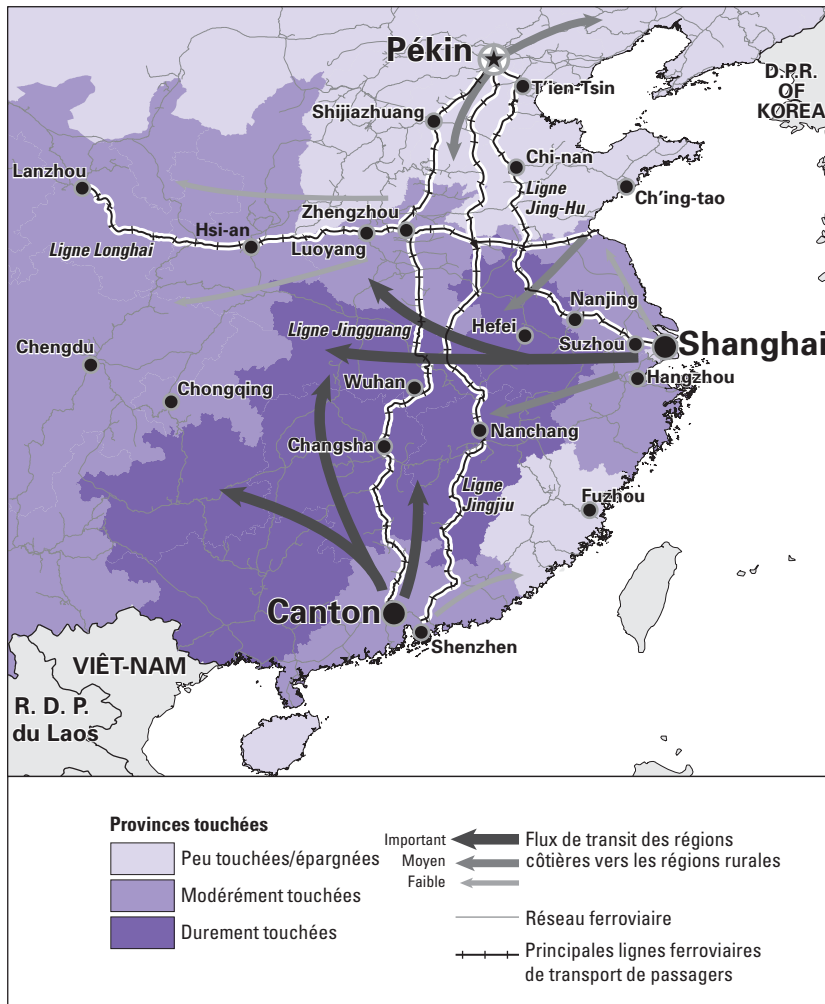 Pékin
D.P.R.
OF
KOREA
T'ien-Tsin
Shijiazhuang
Chi-nan
Lanzhou
Ligne
Jing-Hu
Ch'ing-tao
Zhengzhou
Hsi-an
Ligne Longhai
Luoyang
Nanjing
Ligne Jingguang
Hefei
Suzhou
Shanghai
Chengdu
Hangzhou
Wuhan
Chongqing
Changsha
Nanchang
Ligne
Jingjiu
Fuzhou
Canton
Shenzhen
VIÊT-NAM
R. D. P.
du Laos
Provinces touchées
Peu touchées/épargnées
Modérément touchées
Durement touchées
Important
Moyen
Faible
Flux de transit des régions
côtières vers les régions rurales
Réseau ferroviaire
Principales lignes ferroviaires
de transport de passagers